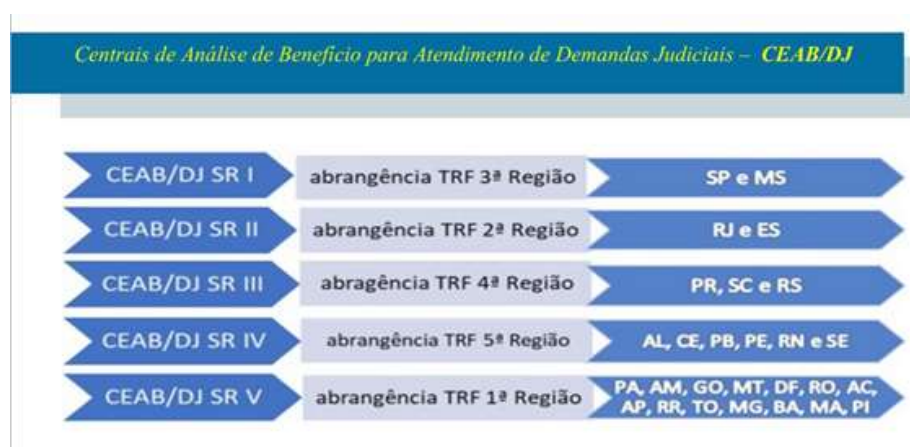 Centrais de Análise de Benefício para Atendimento de Demandas Judiciais – CEAB/DJ
CEAB/DJ SR I abrangência TRF 3ª Região SP e MS
CEAB/DJ SR II abrangência TRF 2ª Região RJ e ES
CEAB/DJ SR III abragência TRF 4ª Região PR, SC e RS
CEAB/DJ SR IV abrangência TRF 5ª Região AL, CE, PB, PE, RN e SE
CEAB/DJ SR V abrangência TRF 1ª Região PA, AM, GO, MT, DF, RO, AC,
AP, RR, TO, MG, BA, MA, PI